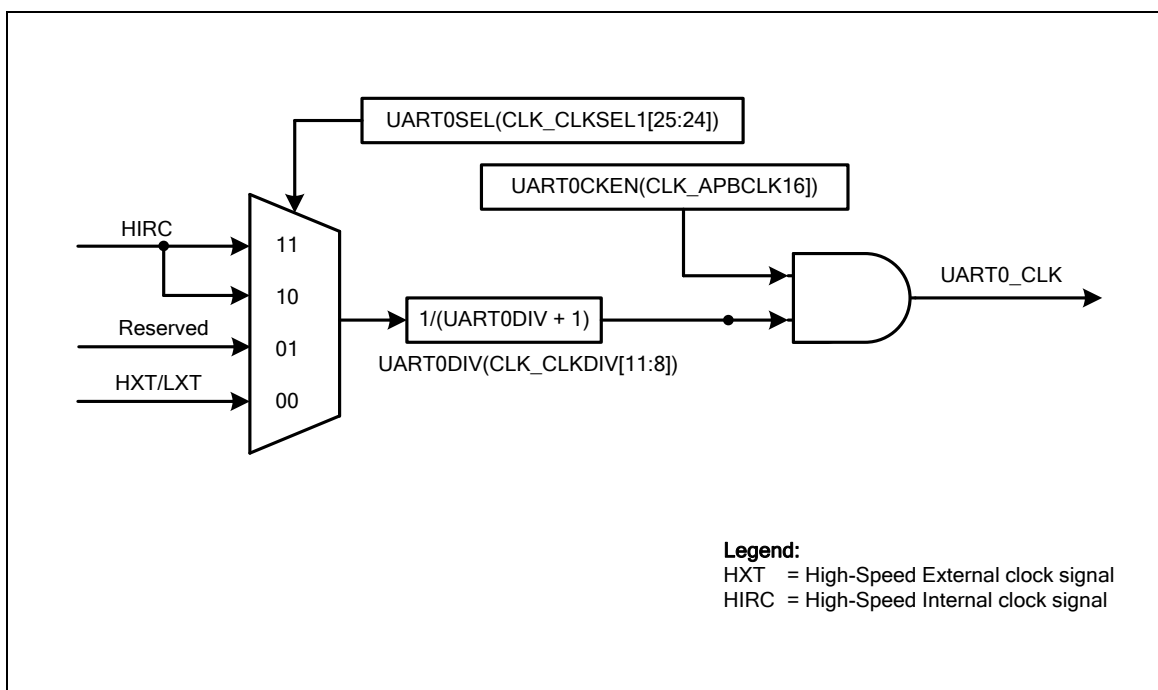 UART0SEL(CLK_CLKSEL1[25:24])
UART0CKEN(CLK_APBCLK16])
HIRC
11
10
Reserved
01
HXT/LXT
00
1/(UART0DIV + 1)
UART0DIV(CLK_CLKDIV[11:8])
UART0_CLK
Legend:
HXT = High-Speed External clock signal
HIRC = High-Speed Internal clock signal